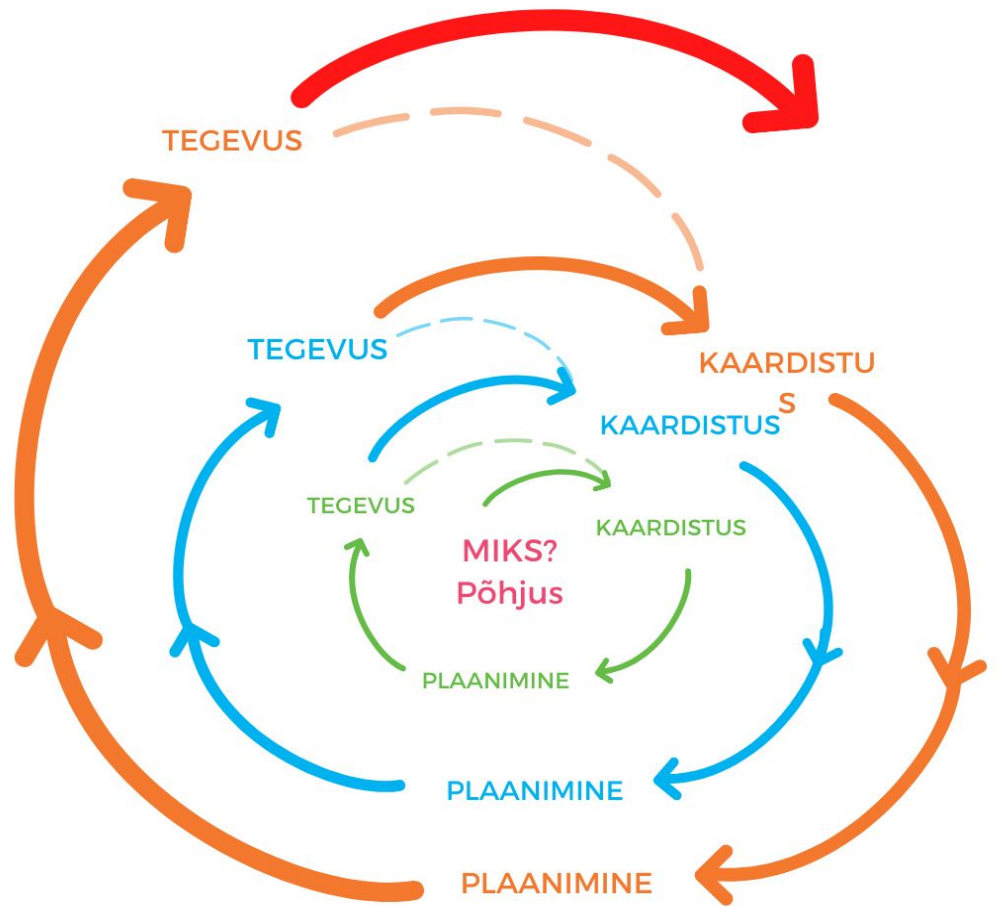 TEGEVUS
TEGEVUS
KAARDISTU
S
KAARDISTUS
TEGEVUS
KAARDISTUS
MIKS?
Põhjus
PLAANIMINE
PLAANIMINE
PLAANIMINE